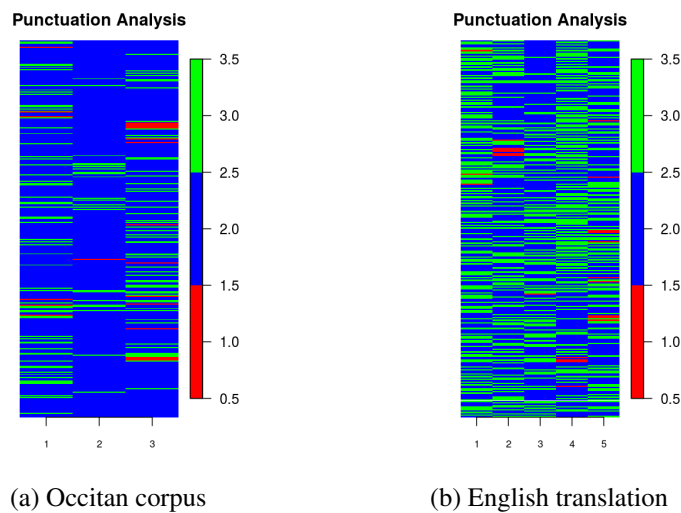 Punctuation Analysis
3.5
3.0
2.5
2.0
1.5
1.0
0.5
1 2 3
(a) Occitan corpus
Punctuation Analysis
3.5
3.0
2.5
2.0
1.5
1.0
0.5
1 2 3 4 5
(b) English translation